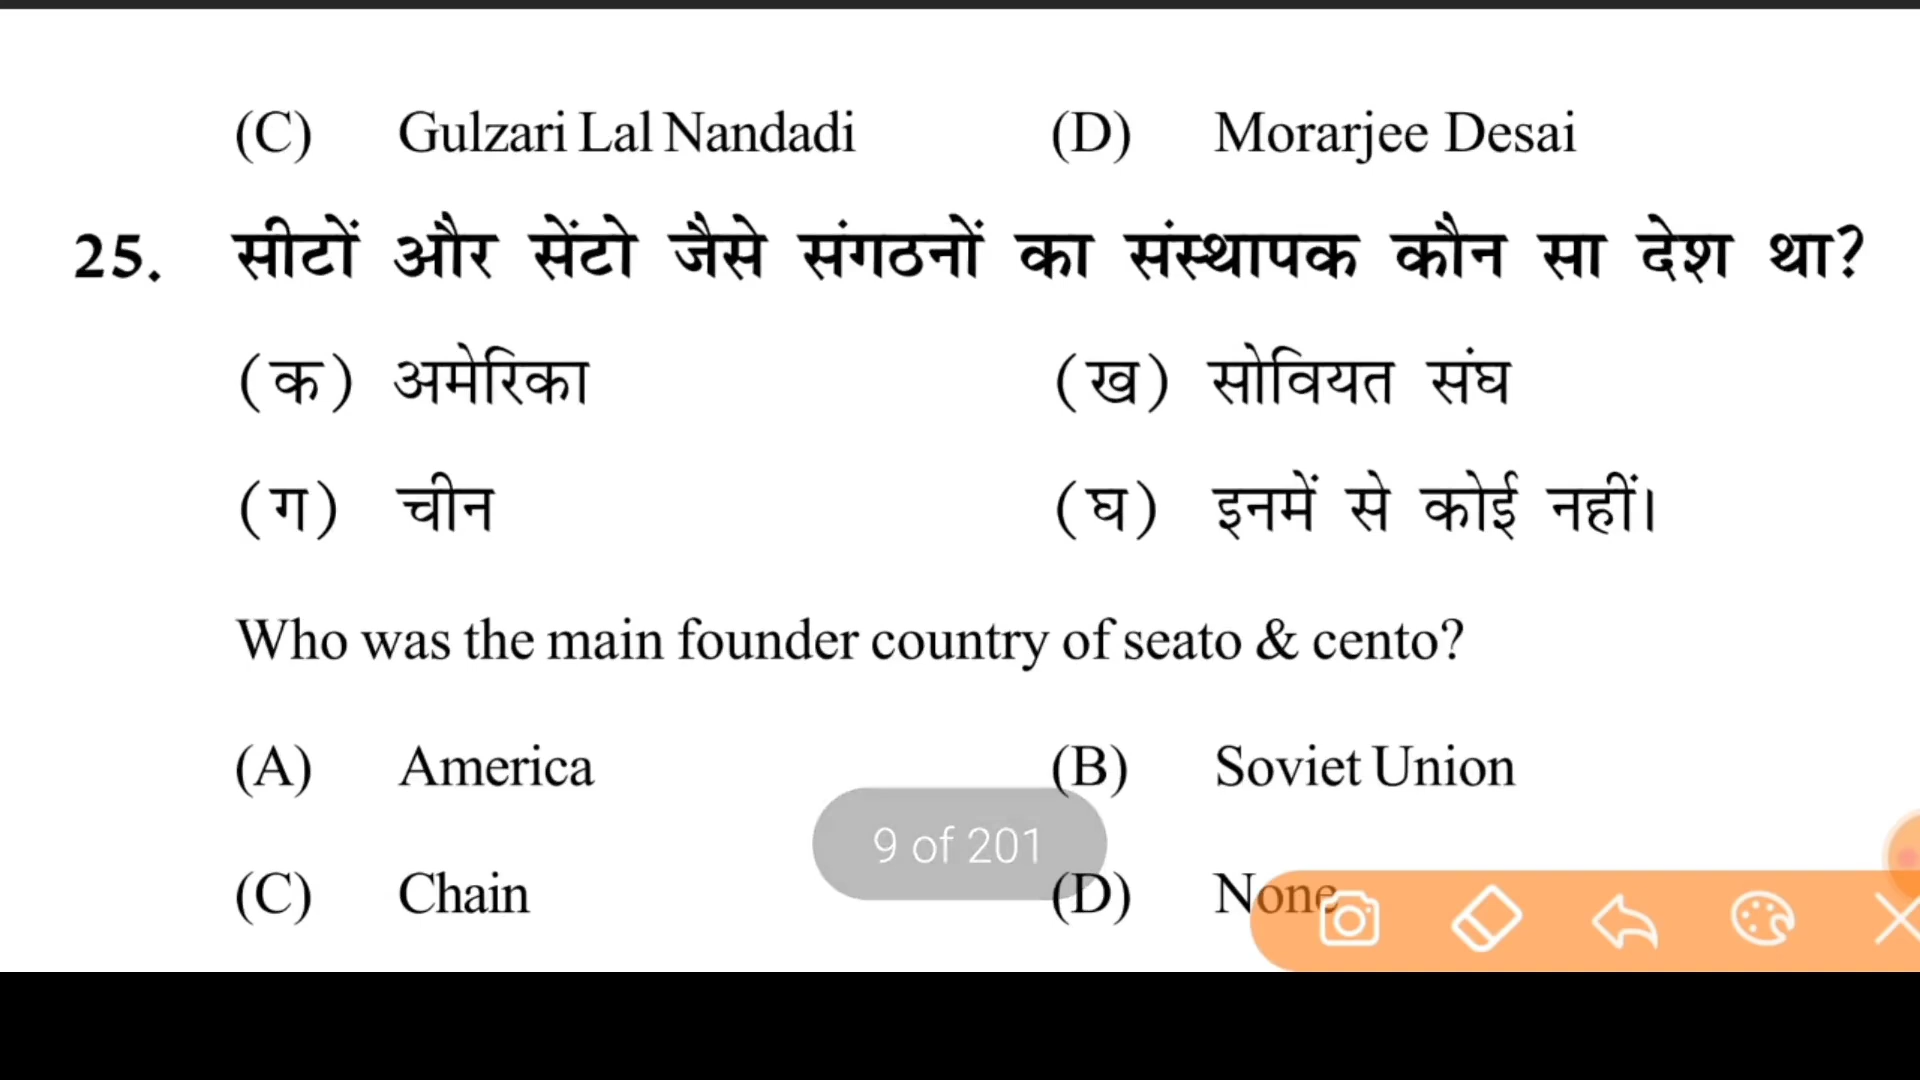 (C) Gulzari Lal Nandadi (D) Morarjee Desai
25. सीटों और सेंटो जैसे संगठनों का संस्थापक कौन सा देश था?
(क) अमेरिका (ख) सोवियत संघ
(ग) चीन (घ) इनमें से कोई नहीं।
Who was the main founder country of seato & cento?
(A) America (B) Soviet Union
9 of 201
(C) Chain (D) None